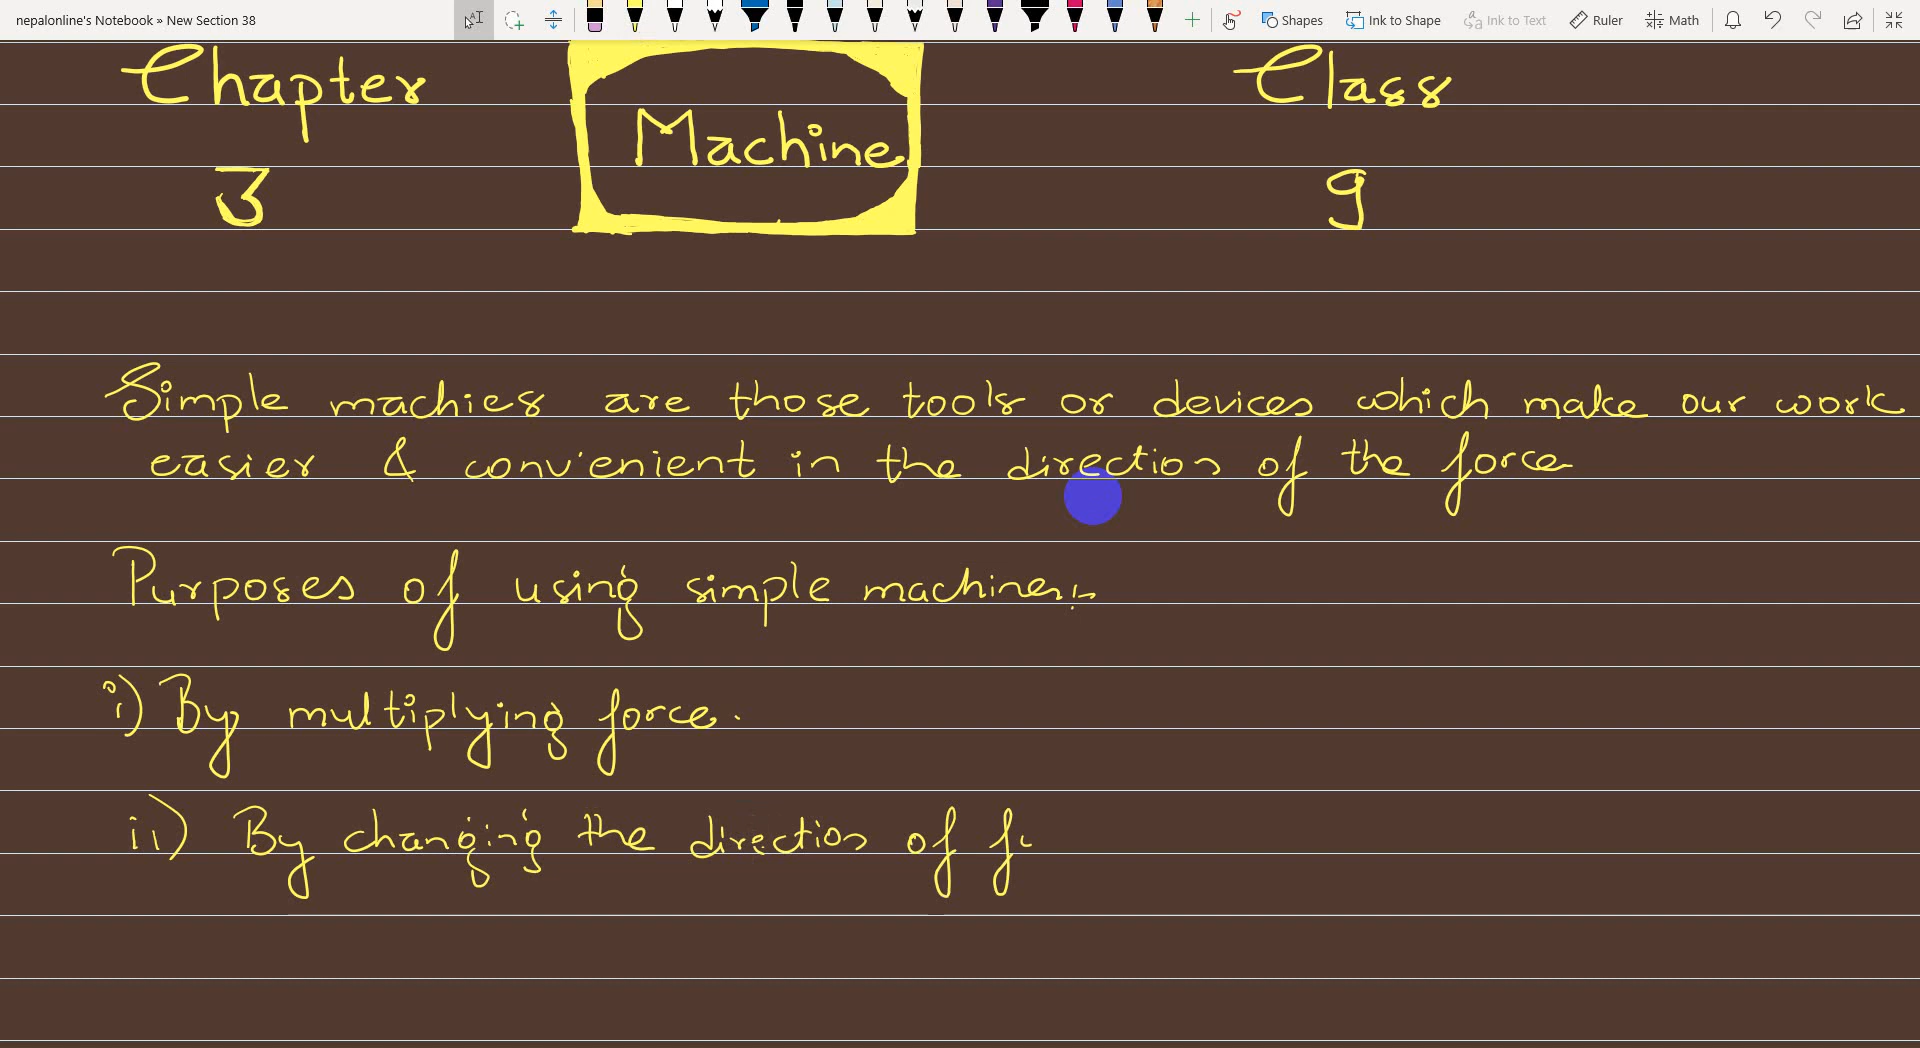 nepalonline's Notebook » New Section 38
Shapes Ink to Shape Ink to Text Ruler Math
Chapter Machine Class
3 9
Simple machies are those tools or devices which make our work
easier & convenient in the direction of the force
Purposes of using simple machines:-
i) By multiplying force.
ii) By changing the direction of fo